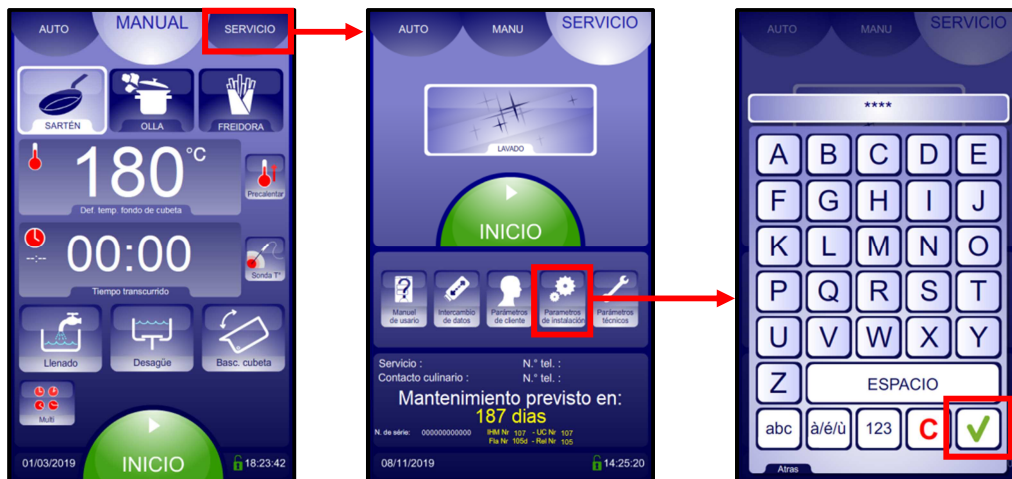 AUTO MANUAL SERVICIO
SARTÉN OLLA FREIDORA
180 °C
Precalentar
Def. temp. fondo de cubeta
--:-- 00:00
Sonda T°
Tiempo transcurrido
Llenado Desagüe Basc. cubeta
Multi
01/03/2019 INICIO 18:23:42
AUTO MANU SERVICIO
LAVADO
INICIO
Manuel de usario
Intercambio de datos
Parámetros de cliente
Parametros de instalación
Parámetros técnicos
Servicio : N.° tel. :
Contacto culinario : N.° tel. :
Mantenimiento previsto en:
187 dias
N. de série: 000000000000 IHM Nr 107 - UC Nr 107
Fla Nr 105d - Rel Nr 105
08/11/2019 14:25:20
AUTO MANU SERVICIO
****
A B C D E
F G H I J
K L M N O
P Q R S T
U V W X Y
Z ESPACIO
abc à/é/ù 123 C
Atras